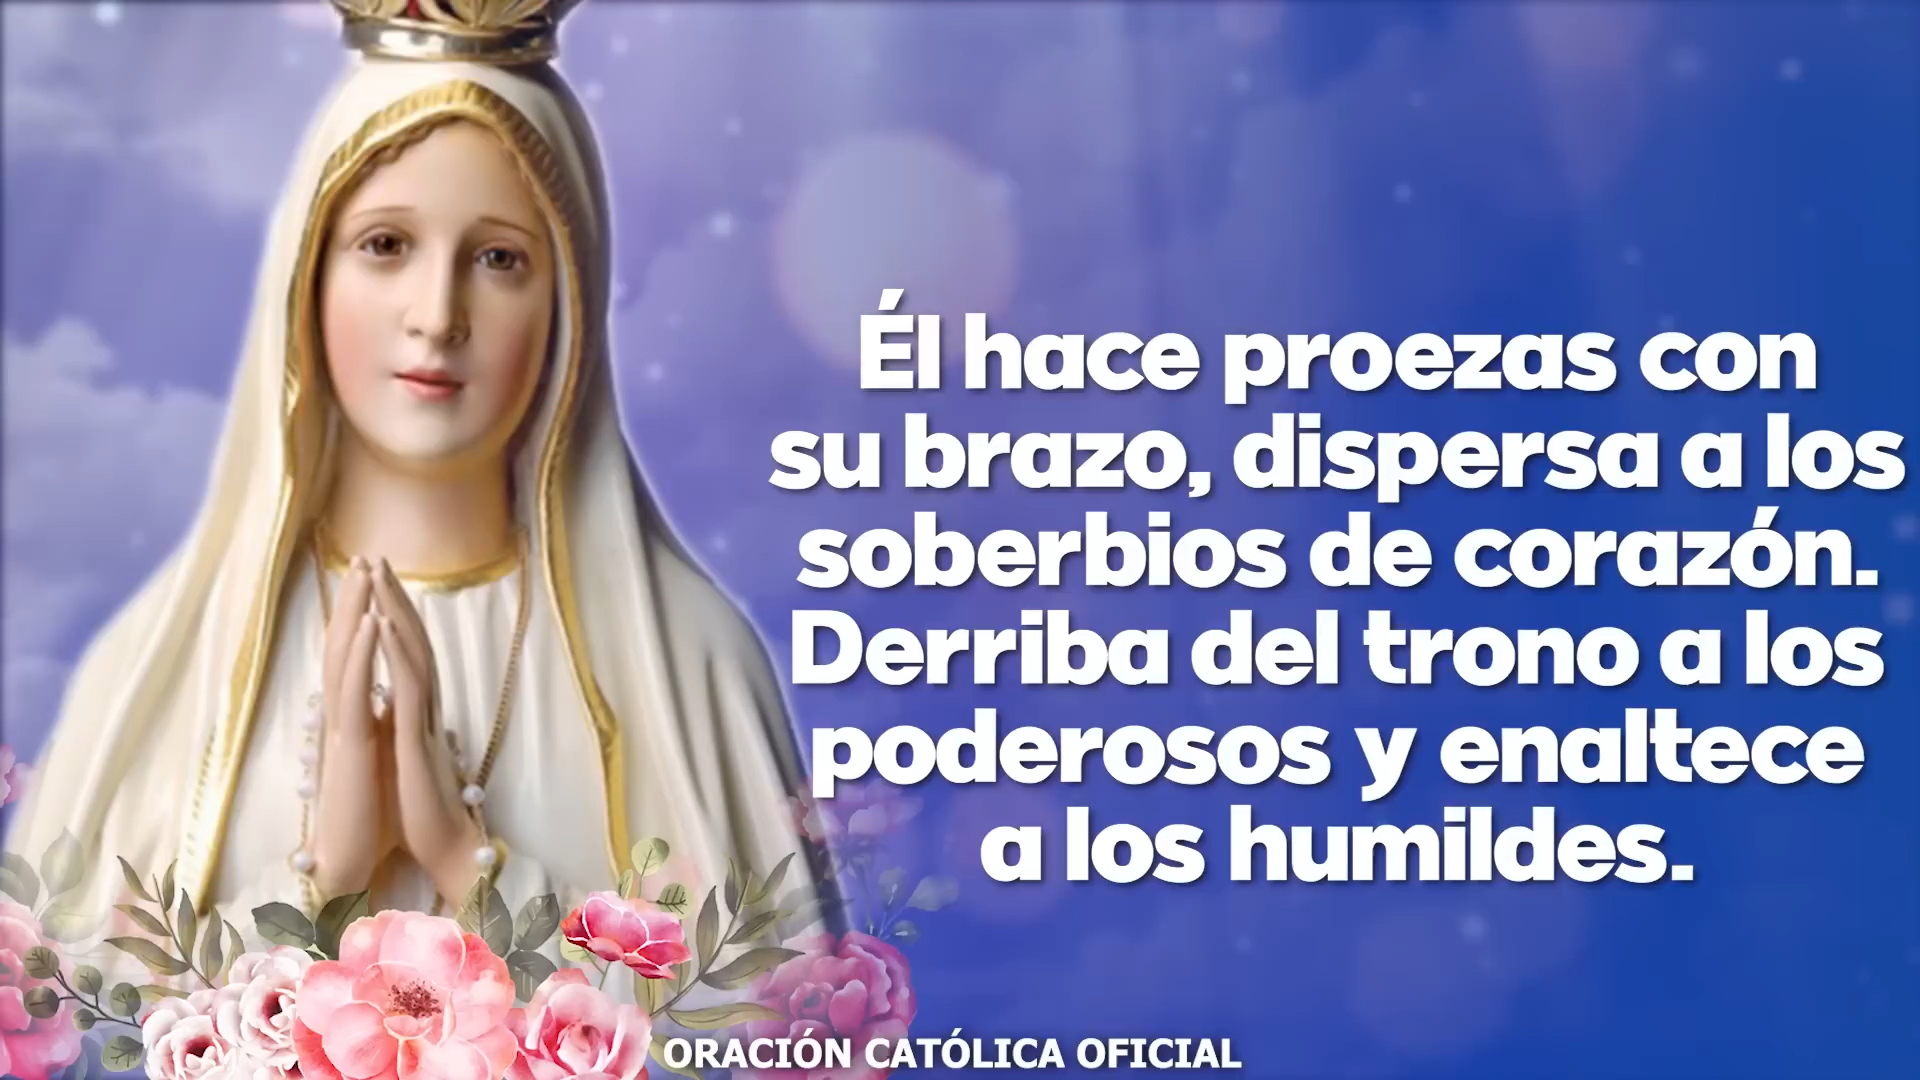 Él hace proezas con
su brazo, dispersa a los
soberbios de corazón.
Derriba del trono a los
poderosos y enaltece
a los humildes.
ORACIÓN CATÓLICA OFICIAL